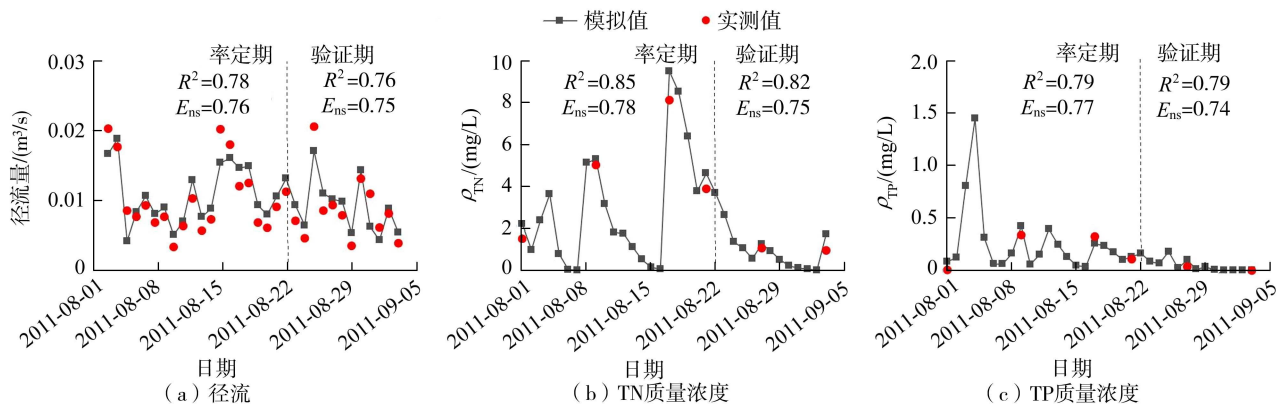 模拟值 实测值
率定期 验证期
R²=0.78 R²=0.76
Eₙₛ=0.76 Eₙₛ=0.75
径流量/(m³/s)
0.03
0.02
0.01
0
2011-08-01
2011-08-08
2011-08-15
2011-08-22
2011-08-29
2011-09-05
日期
（a）径流
率定期 验证期
R²=0.85 R²=0.82
Eₙₛ=0.78 Eₙₛ=0.75
ρTN/(mg/L)
10
8
6
4
2
0
2011-08-01
2011-08-08
2011-08-15
2011-08-22
2011-08-29
2011-09-05
日期
（b）TN质量浓度
率定期 验证期
R²=0.79 R²=0.79
Eₙₛ=0.77 Eₙₛ=0.74
ρTP/(mg/L)
2.0
1.5
1.0
0.5
0.0
2011-08-01
2011-08-08
2011-08-15
2011-08-22
2011-08-29
2011-09-05
日期
（c）TP质量浓度